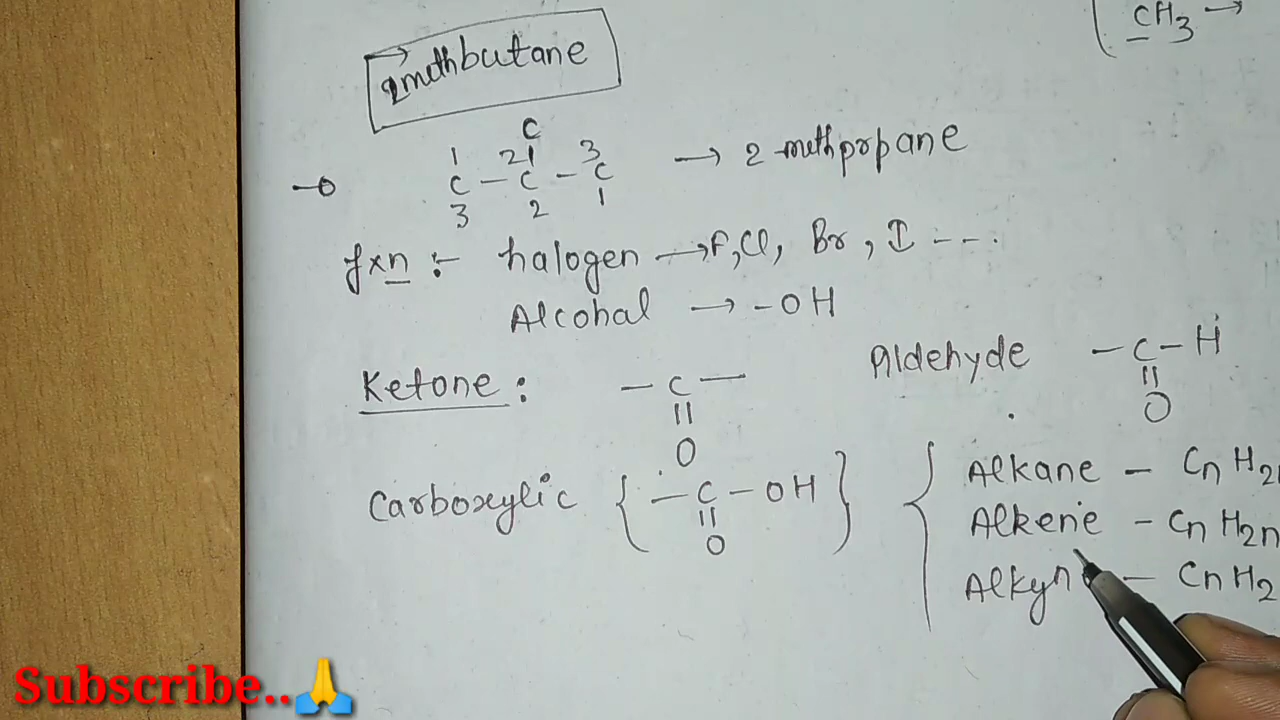 CH3 →
2methbutane
C
1 2 3
C – C – C → 2 methpropane
3 2 1
fxn :- halogen → F, Cl, Br, I ---.
Alcohal → -OH
Ketone : – C –
||
O
Aldehyde – C – H
||
O
Carboxylic { – C – OH }
||
O
{ Alkane – CnH2
Alkene – CnH2n
Alkyn – CnH2
Subscribe..🙏